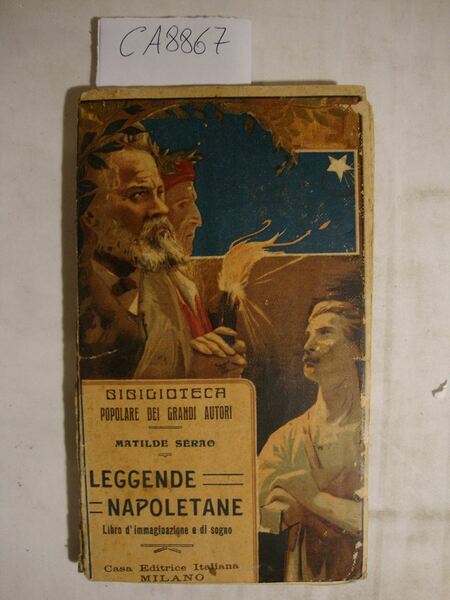 CA8867
BIBLIOTECA
POPOLARE DEI GRANDI AUTORI
MATILDE SERAO
LEGGENDE
NAPOLETANE
Libro d'immaginazione e di sogno
Casa Editrice Italiana
MILANO